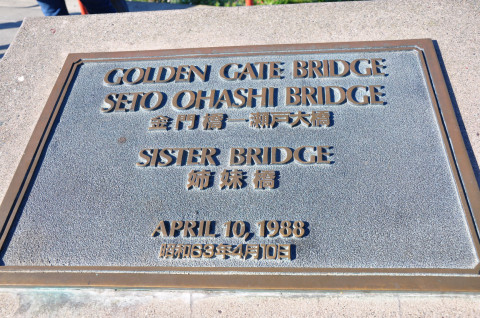 GOLDEN GATE BRIDGE
SETO OHASHI BRIDGE
金門橋一瀬戸大橋
SISTER BRIDGE
姉妹橋
APRIL 10, 1988
昭和63年4月10日